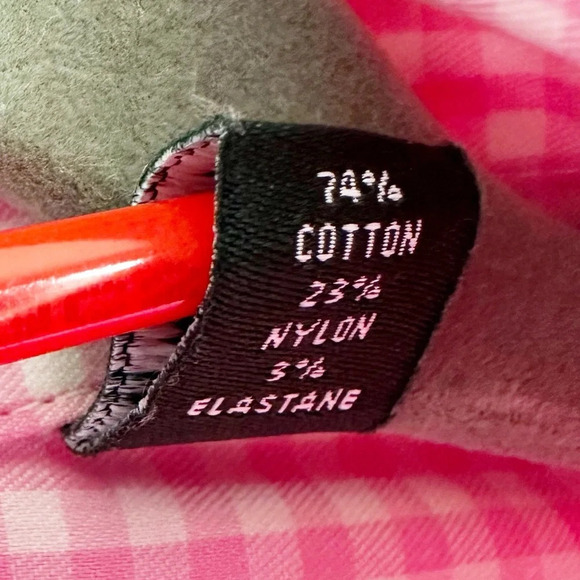 74%
COTTON
23%
NYLON
3%
ELASTANE